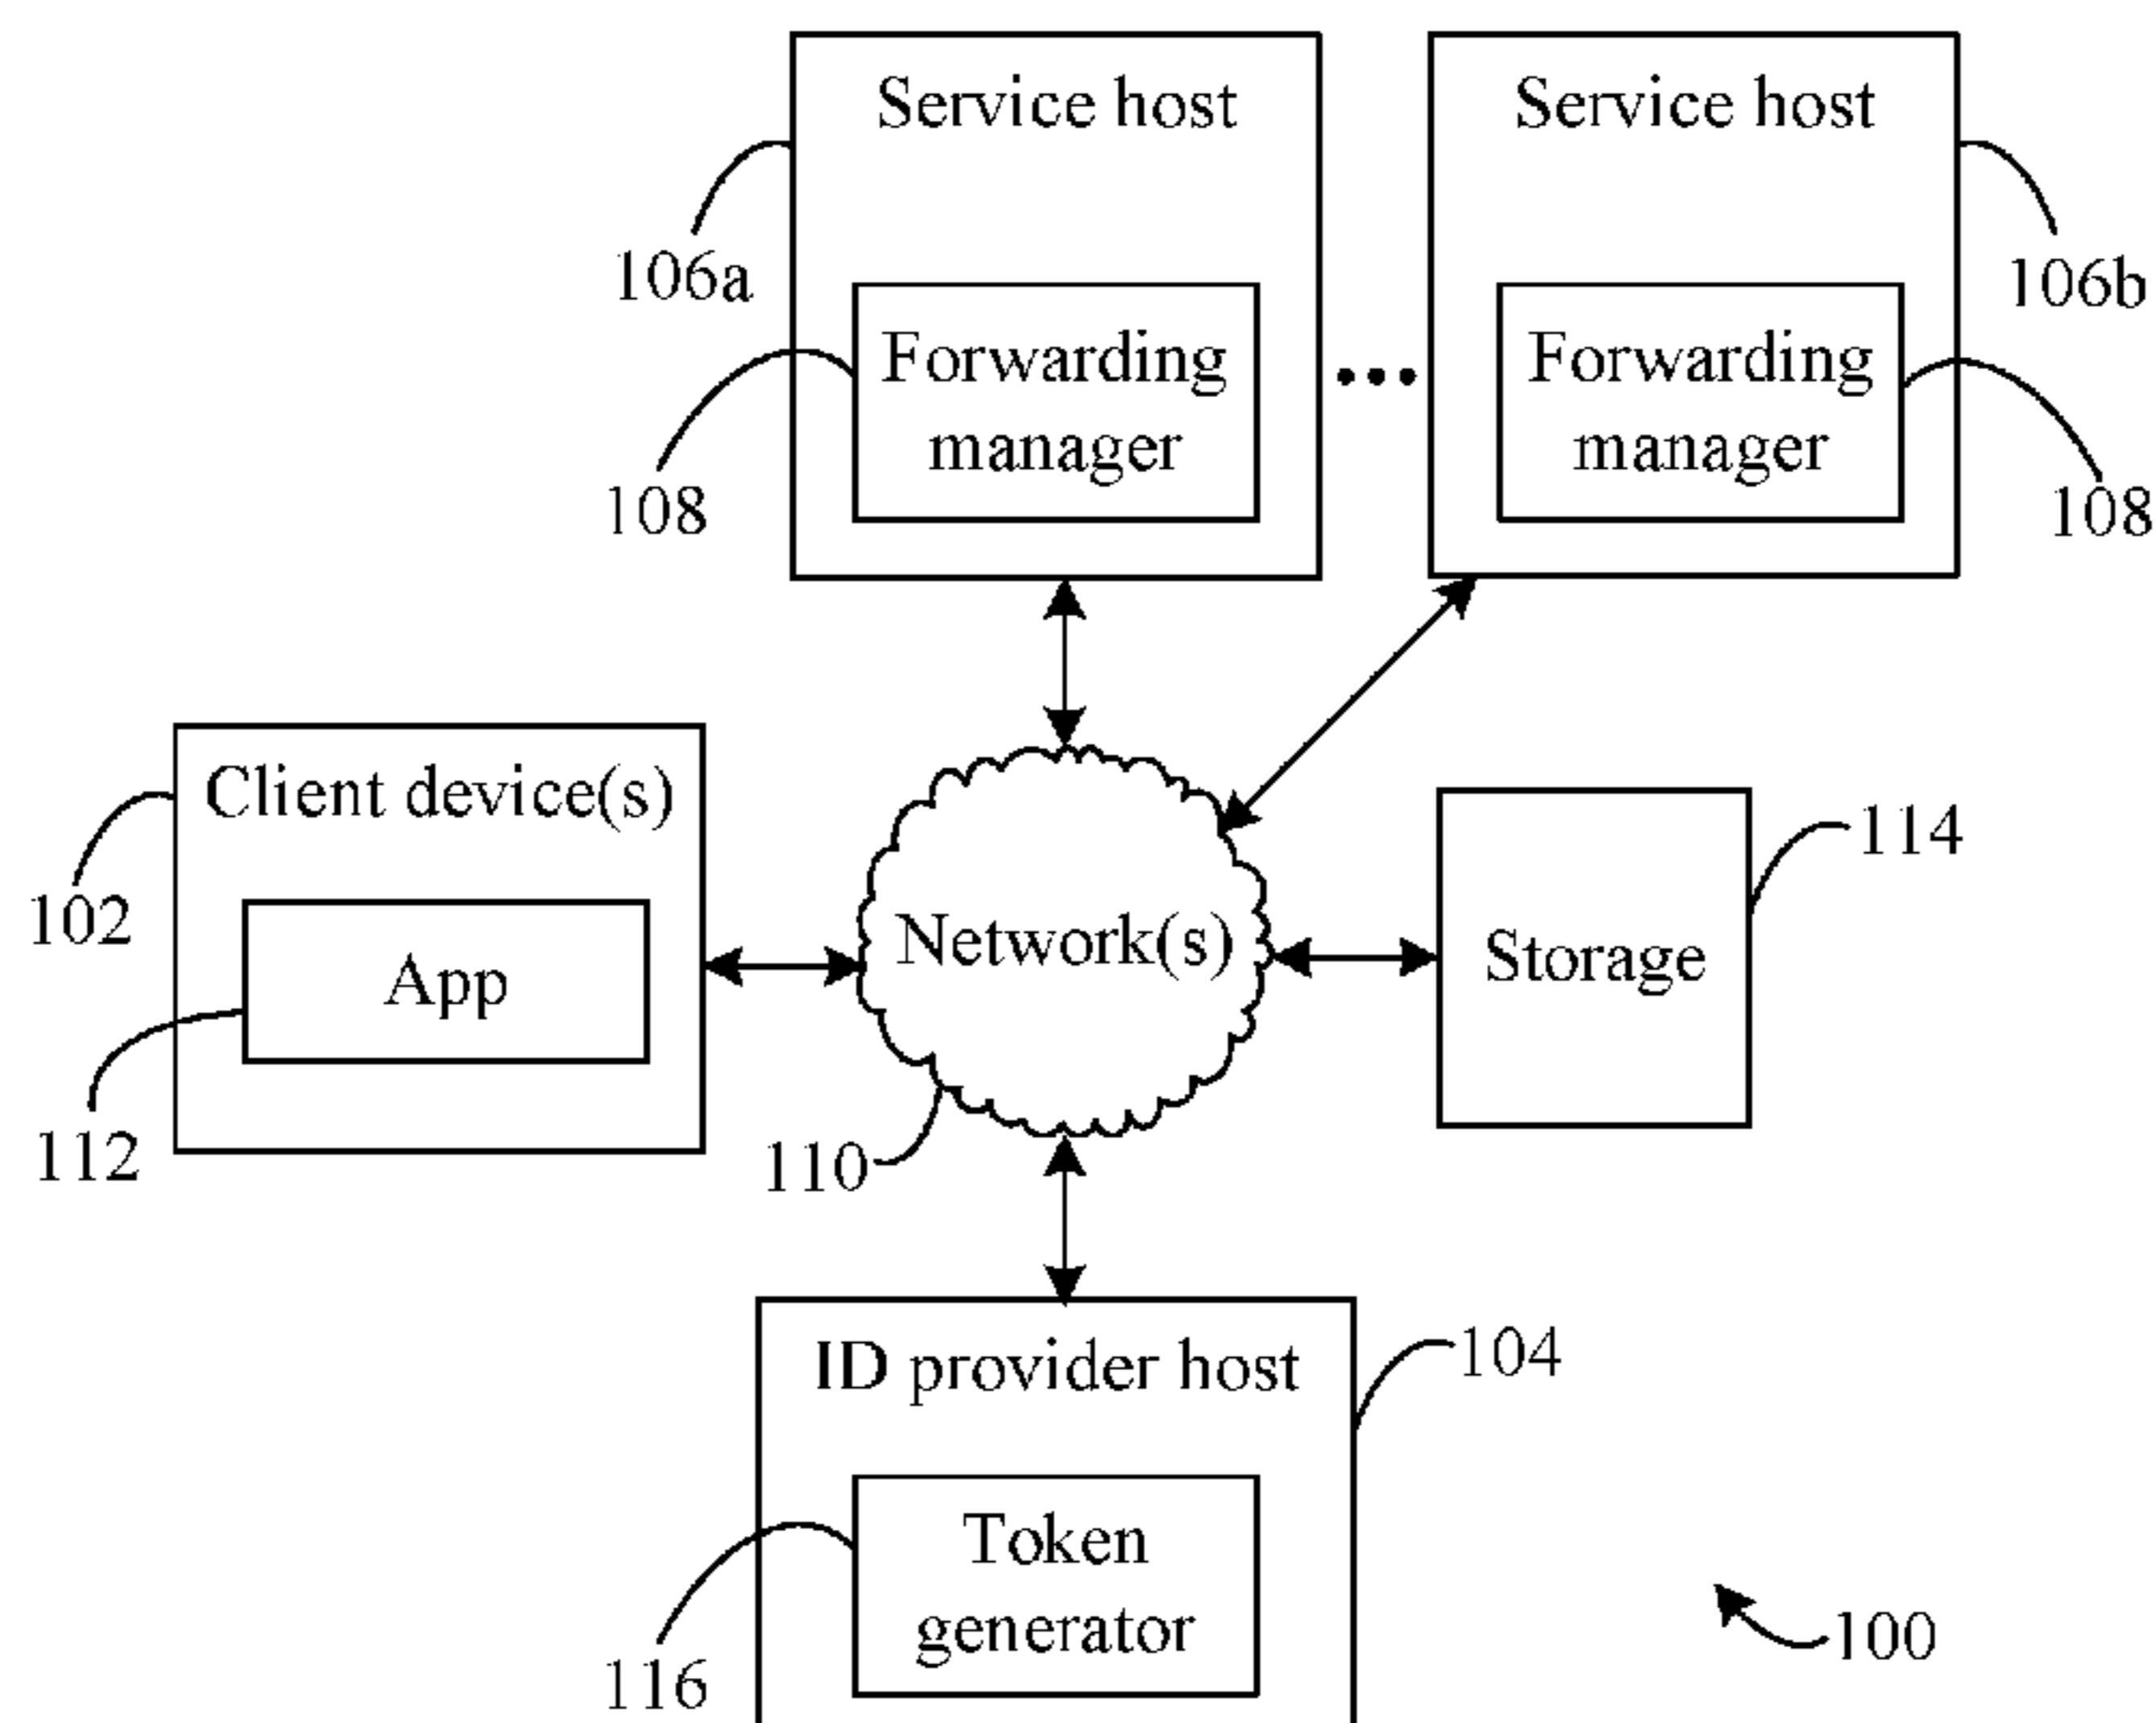 Service host
Service host
106a
106b
Forwarding
manager
Forwarding
manager
108
108
Client device(s)
102
App
112
Network(s)
110
Storage
114
ID provider host
104
Token
generator
116
100